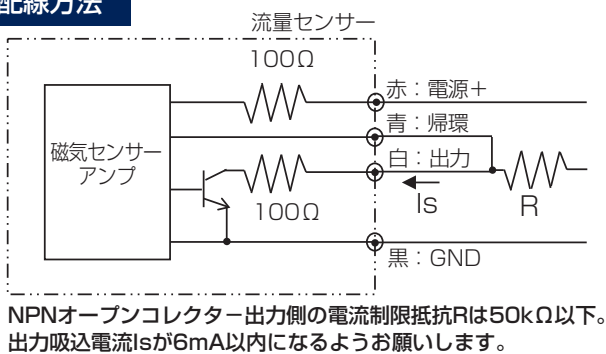 配線方法
流量センサー
100Ω
赤：電源＋
青：帰環
磁気センサー
アンプ
白：出力
100Ω
Is
R
黒：GND
NPNオープンコレクター出力側の電流制限抵抗Rは50kΩ以下。
出力吸込電流Isが6mA以内になるようお願いします。